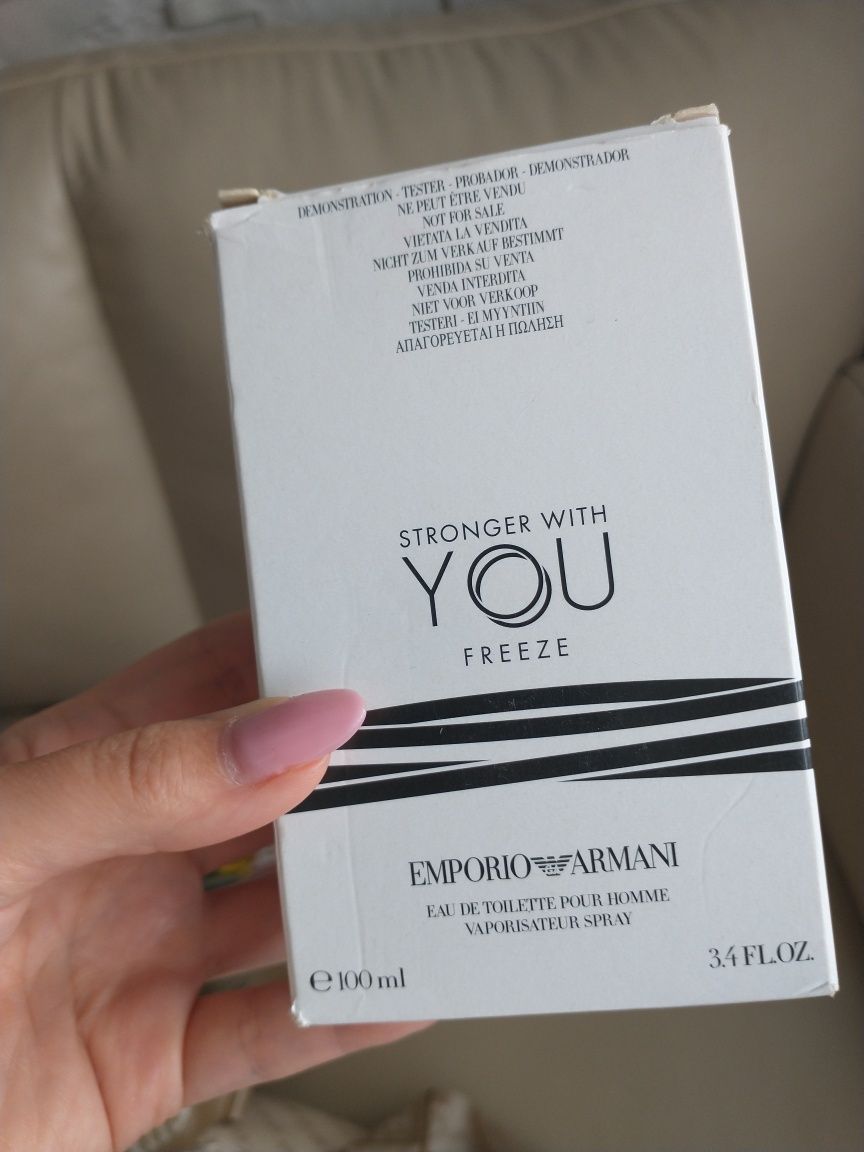 DEMONSTRATION - TESTER - PROBADOR - DEMONSTRADOR
NE PEUT ÊTRE VENDU
NOT FOR SALE
VIETATA LA VENDITA
NICHT ZUM VERKAUF BESTIMMT
PROHIBIDA SU VENTA
VENDA INTERDITA
NIET VOOR VERKOOP
TESTERI - EI MYYNTIIN
ΑΠΑΓΟΡΕΥΕΤΑΙ Η ΠΩΛΗΣΗ
STRONGER WITH
YOU
FREEZE
EMPORIO ARMANI
EAU DE TOILETTE POUR HOMME
VAPORISATEUR SPRAY
℮ 100 ml 3.4 FL.OZ.